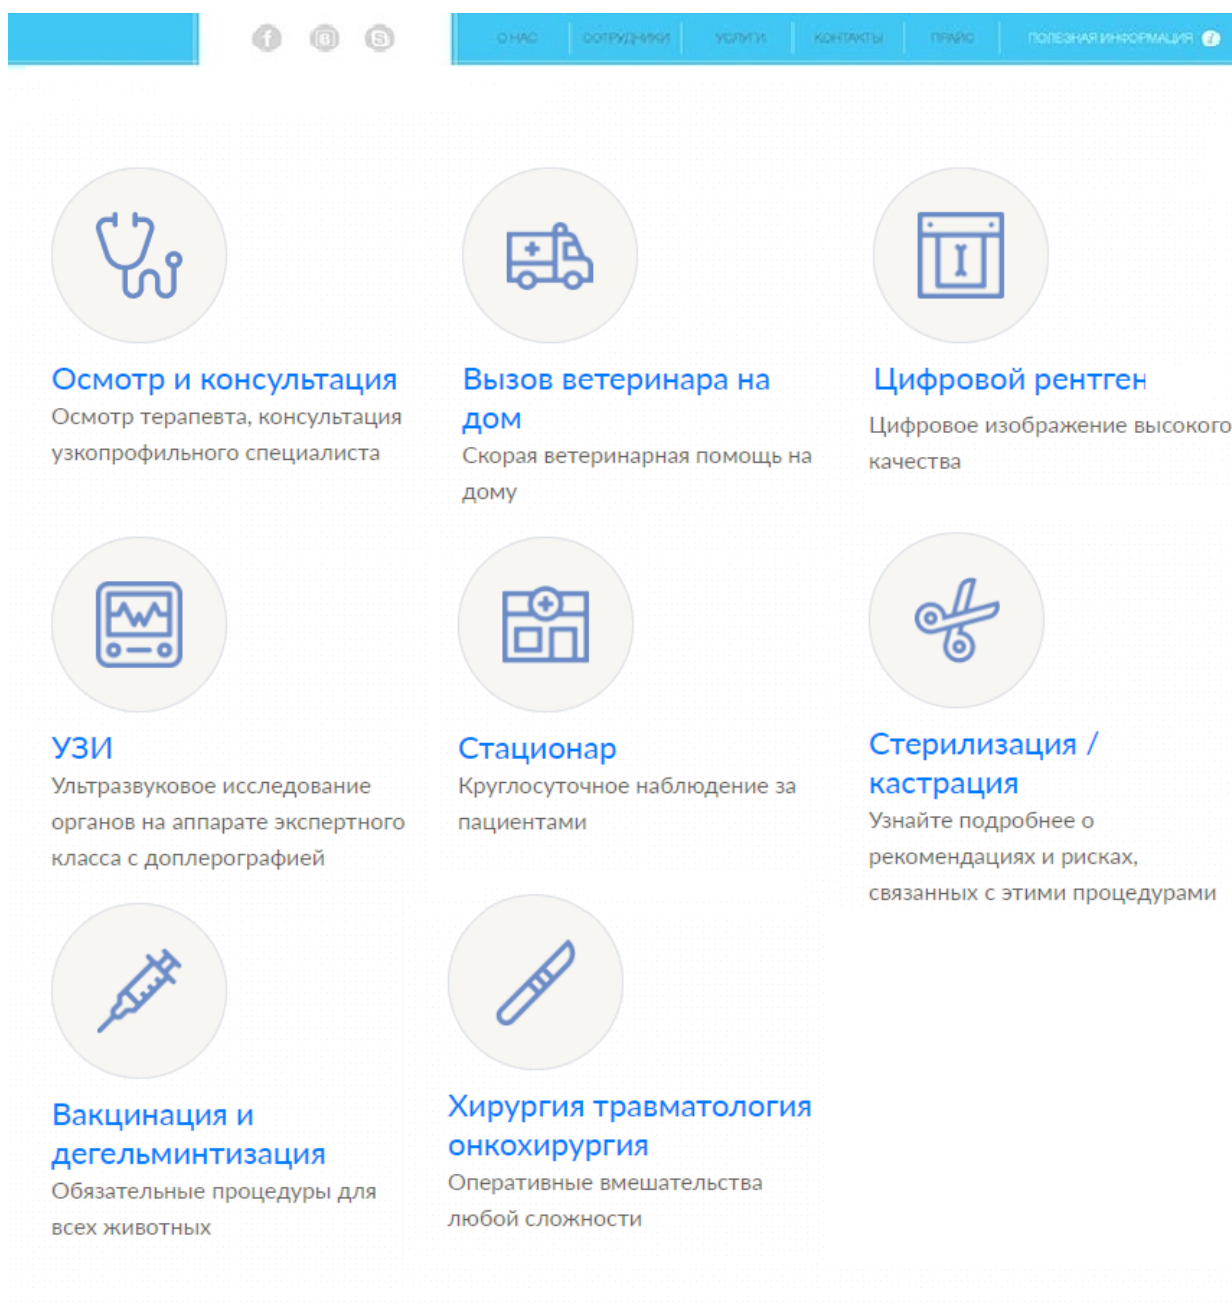 О НАС
СОТРУДНИКИ
УСЛУГИ
КОНТАКТЫ
ПРАЙС
ПОЛЕЗНАЯ ИНФОРМАЦИЯ
Осмотр и консультация
Осмотр терапевта, консультация
узкопрофильного специалиста
Вызов ветеринара на
дом
Скорая ветеринарная помощь на
дому
Цифровой рентген
Цифровое изображение высокого
качества
УЗИ
Ультразвуковое исследование
органов на аппарате экспертного
класса с доплерографией
Стационар
Круглосуточное наблюдение за
пациентами
Стерилизация /
кастрация
Узнайте подробнее о
рекомендациях и рисках,
связанных с этими процедурами
Вакцинация и
дегельминтизация
Обязательные процедуры для
всех животных
Хирургия травматология
онкохирургия
Оперативные вмешательства
любой сложности